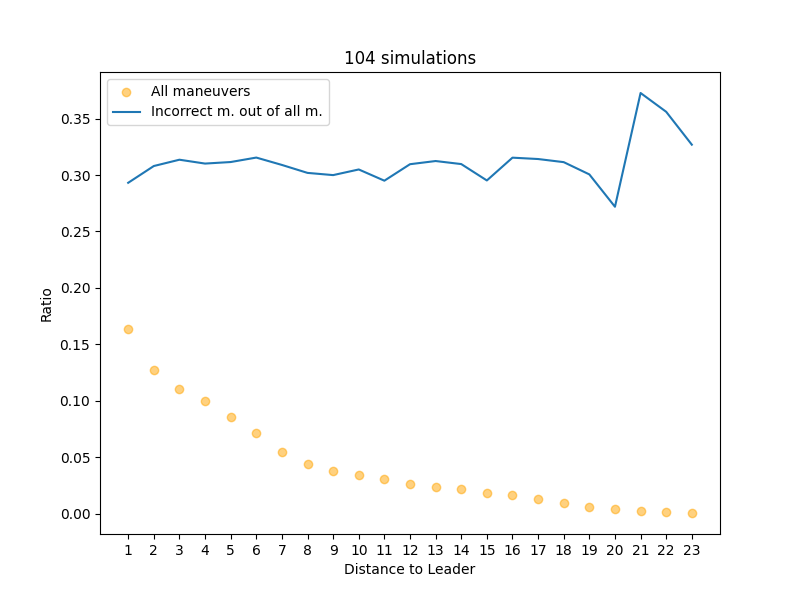 104 simulations
All maneuvers
Incorrect m. out of all m.
0.35
0.30
0.25
0.20
0.15
0.10
0.05
0.00
Ratio
1 2 3 4 5 6 7 8 9 10 11 12 13 14 15 16 17 18 19 20 21 22 23
Distance to Leader